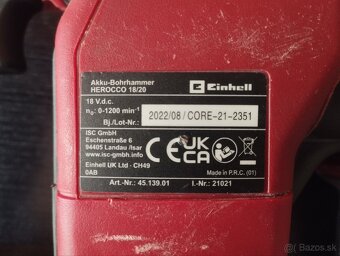 Akku-Bohrhammer
HEROCCO 18/20
Einhell
18 V d.c.
n₀: 0-1200 min⁻¹
Bj./Lot-Nr.:
2022/08/CORE-21-2351
ISC GmbH
Eschenstraße 6
94405 Landau /Isar
www.isc-gmbh.info
Einhell UK Ltd · CH49
0AB
CE
UK
CA
Made in P.R.C. (01)
Art.-Nr.: 45.139.01
I.-Nr.: 21021
bazos.sk